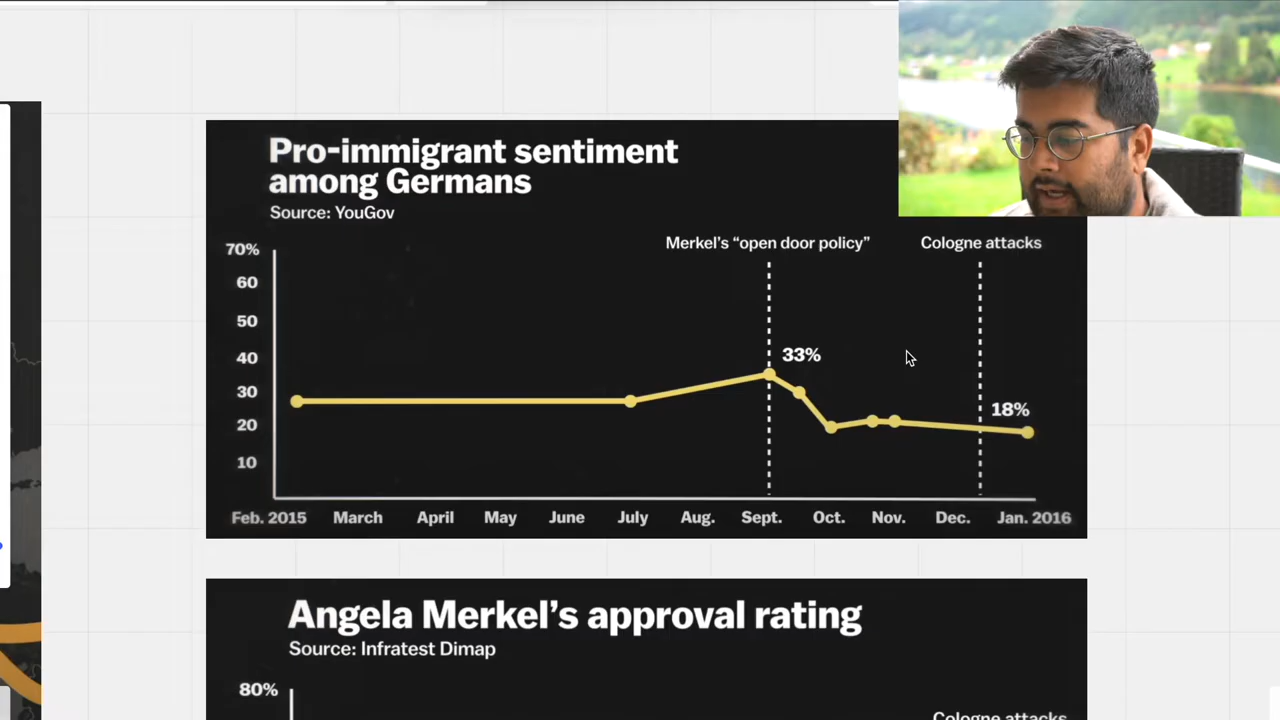 Pro-immigrant sentiment
among Germans
Source: YouGov
Merkel’s “open door policy”
Cologne attacks
70%
60
50
40
30
20
10
33%
18%
Feb. 2015 March April May June July Aug. Sept. Oct. Nov. Dec. Jan. 2016
Angela Merkel’s approval rating
Source: Infratest Dimap
80%
Cologne attacks